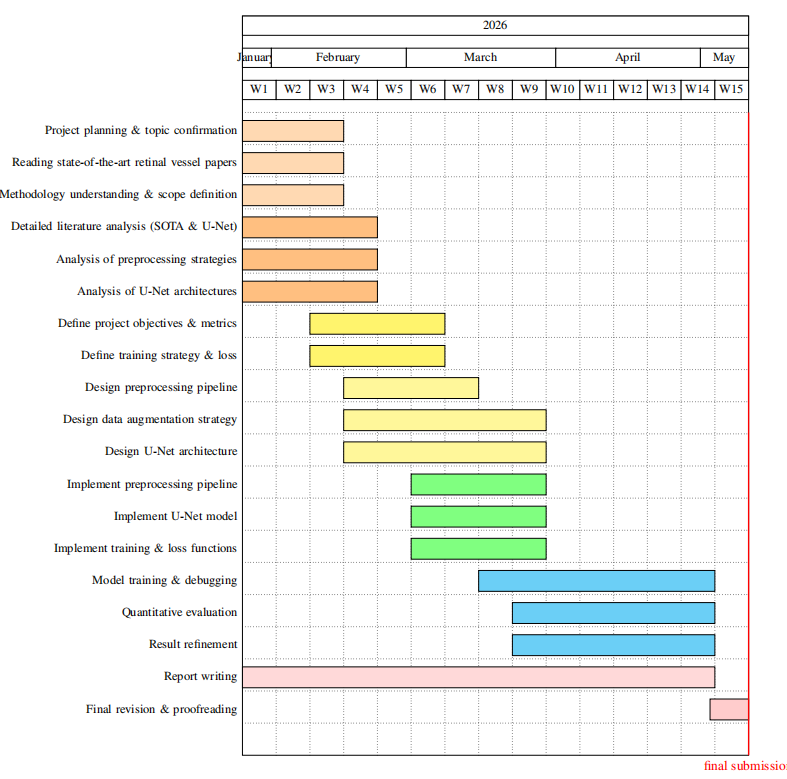 2026
January February March April May
W1 W2 W3 W4 W5 W6 W7 W8 W9 W10 W11 W12 W13 W14 W15
Project planning & topic confirmation
Reading state-of-the-art retinal vessel papers
Methodology understanding & scope definition
Detailed literature analysis (SOTA & U-Net)
Analysis of preprocessing strategies
Analysis of U-Net architectures
Define project objectives & metrics
Define training strategy & loss
Design preprocessing pipeline
Design data augmentation strategy
Design U-Net architecture
Implement preprocessing pipeline
Implement U-Net model
Implement training & loss functions
Model training & debugging
Quantitative evaluation
Result refinement
Report writing
Final revision & proofreading
final submissio